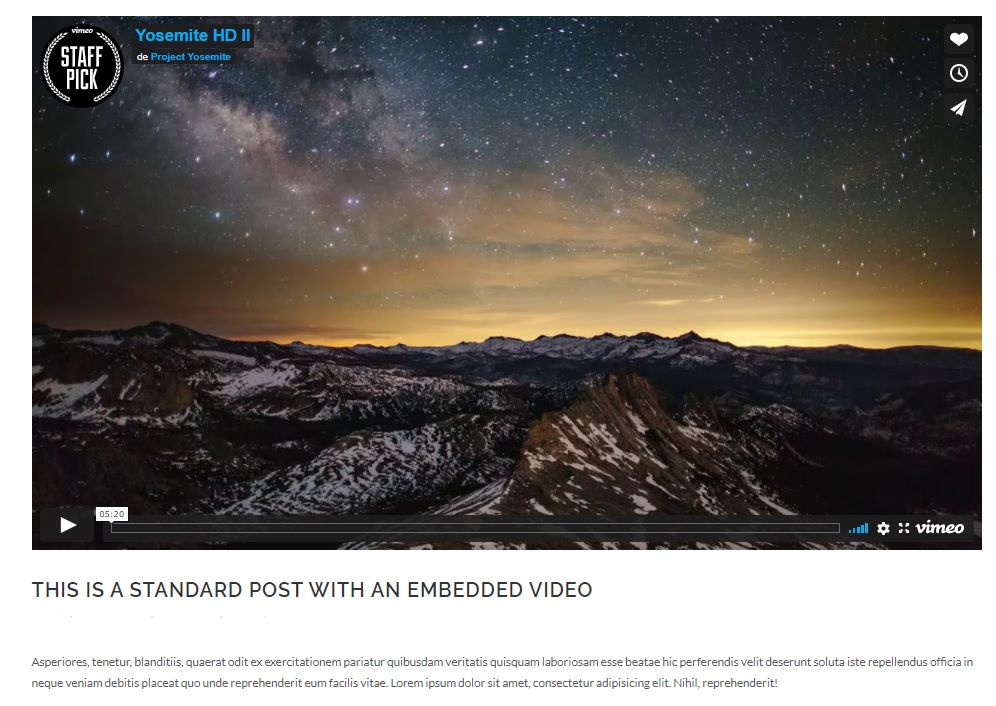 vimeo
STAFF
PICK
Yosemite HD II
de Project Yosemite
05:20
vimeo
THIS IS A STANDARD POST WITH AN EMBEDDED VIDEO
Asperiores, tenetur, blanditiis, quaerat odit ex exercitationem pariatur quibusdam veritatis quisquam laboriosam esse beatae hic perferendis velit deserunt soluta iste repellendus officia in
neque veniam debitis placeat quo unde reprehenderit eum facilis vitae. Lorem ipsum dolor sit amet, consectetur adipisicing elit. Nihil, reprehenderit!